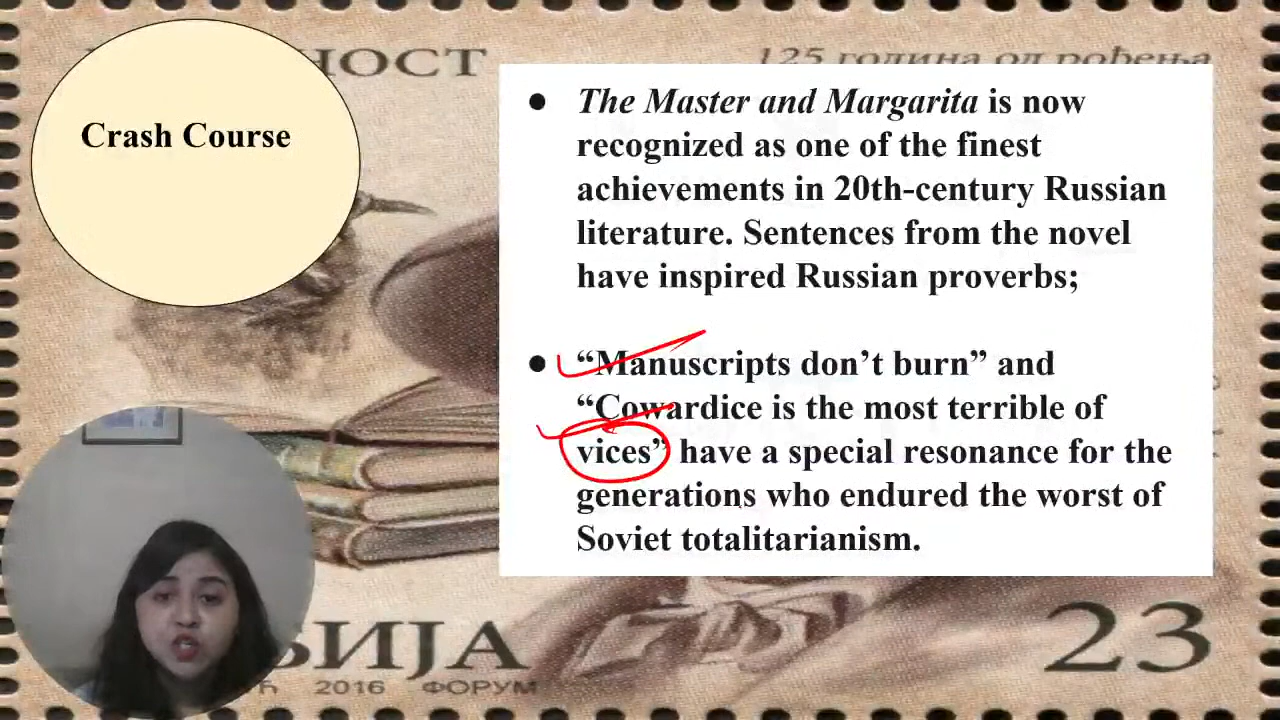 НОСТ
125 година од рођења
Crash Course
● The Master and Margarita is now
recognized as one of the finest
achievements in 20th-century Russian
literature. Sentences from the novel
have inspired Russian proverbs;
● “Manuscripts don’t burn” and
“Cowardice is the most terrible of
vices” have a special resonance for the
generations who endured the worst of
Soviet totalitarianism.
БИЈА
23
2016 ФОРУМ